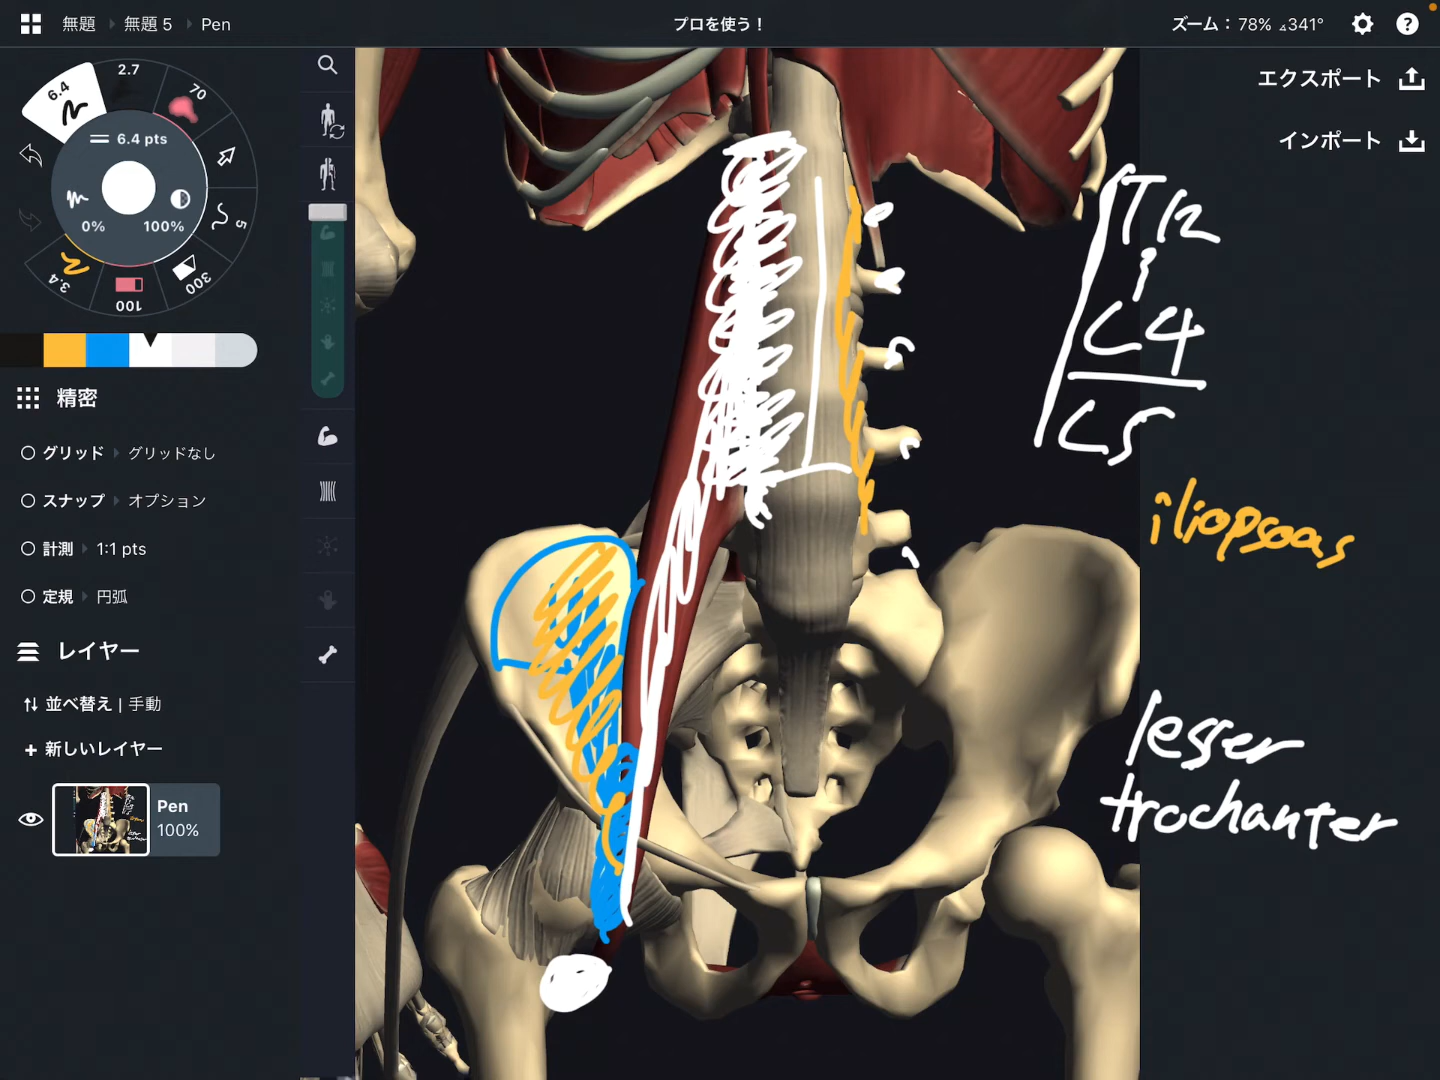 無題 無題 5 Pen
プロを使う！
ズーム： 78% ⊿341°
エクスポート
インポート
2.7
6.4
70
6.4 pts
0% 100%
5
3.4
100
300
精密
グリッド グリッドなし
スナップ オプション
計測 1:1 pts
定規 円弧
レイヤー
並べ替え | 手動
+ 新しいレイヤー
Pen
100%
T12
L4
L5
iliopsoas
lesser
trochanter